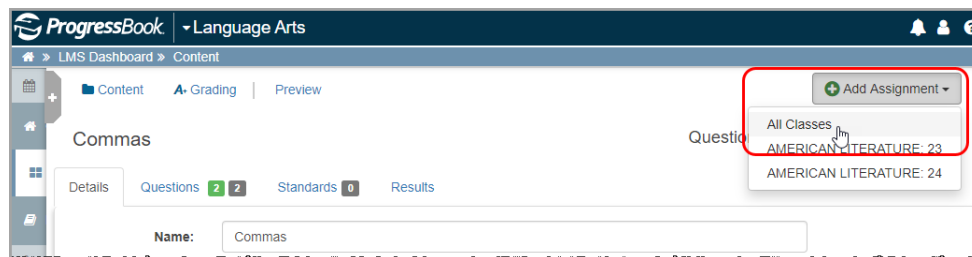 ProgressBook. Language Arts
» LMS Dashboard » Content
Content A+ Grading | Preview Add Assignment
All Classes
Commas
AMERICAN LITERATURE: 23
AMERICAN LITERATURE: 24
Details Questions 2 2 Standards 0 Results
Name: Commas